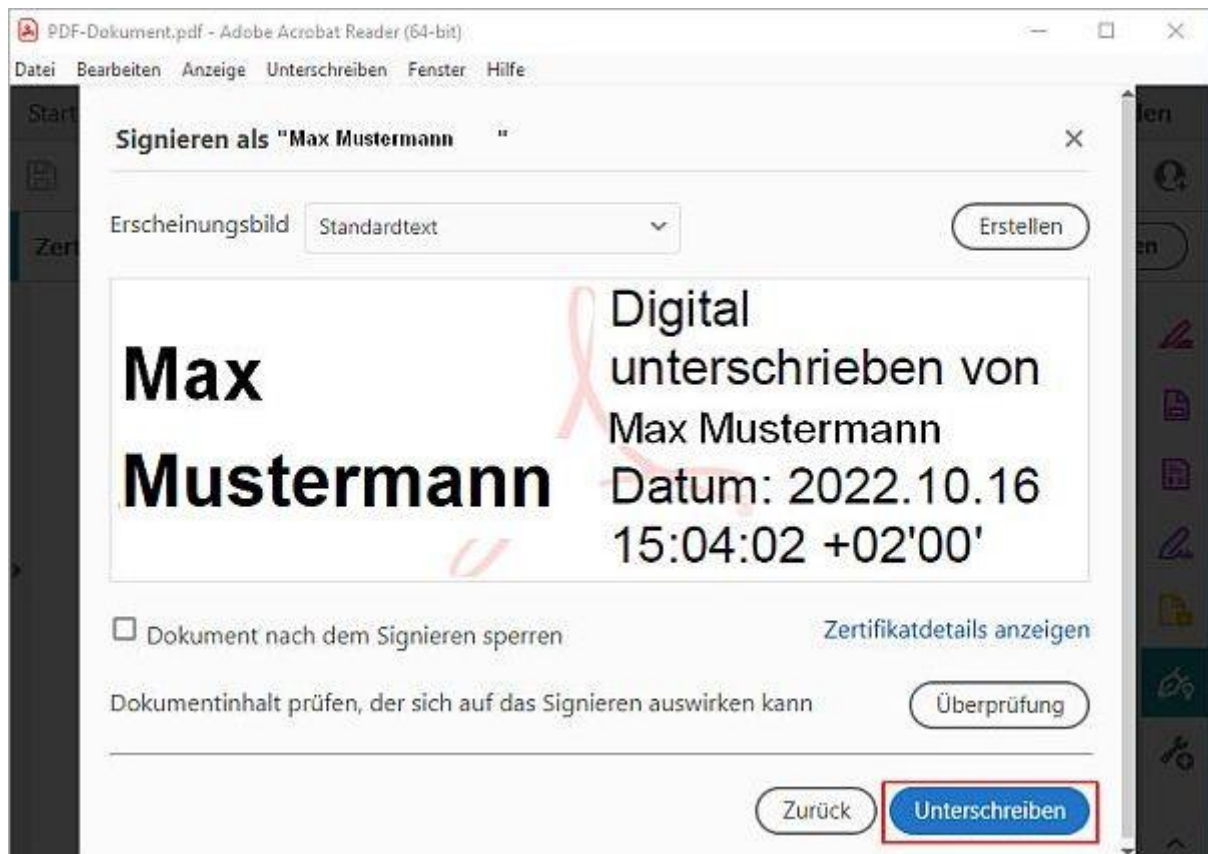 PDF-Dokument.pdf - Adobe Acrobat Reader (64-bit)
Datei Bearbeiten Anzeige Unterschreiben Fenster Hilfe
Start
Signieren als "Max Mustermann "
Erscheinungsbild Standardtext Erstellen
Zert
Max
Mustermann
Digital
unterschrieben von
Max Mustermann
Datum: 2022.10.16
15:04:02 +02'00'
Dokument nach dem Signieren sperren Zertifikatdetails anzeigen
Dokumentinhalt prüfen, der sich auf das Signieren auswirken kann Überprüfung
Zurück Unterschreiben